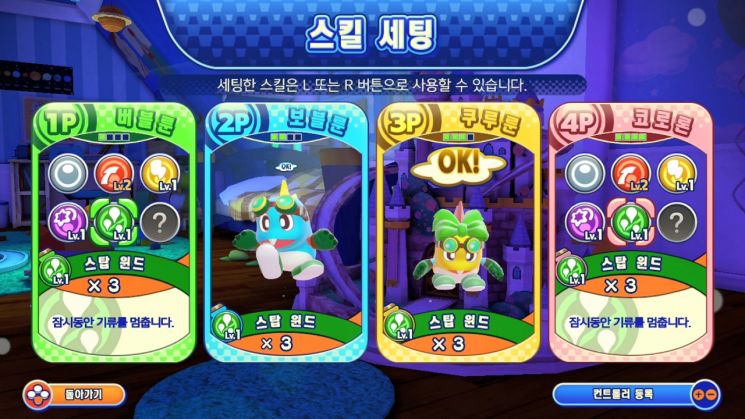 스킬 세팅
세팅한 스킬은 L 또는 R 버튼으로 사용할 수 있습니다.
1P 버블룬
2P 보블룬
3P 쿠루룬
4P 코로론
OK!
OK!
Lv.2
Lv.1
Lv.1
Lv.1
?
Lv.2
Lv.1
Lv.1
Lv.1
?
Lv.1
스탑 윈드
× 3
잠시동안 기류를 멈춥니다.
Lv.1
스탑 윈드
× 3
Lv.1
스탑 윈드
× 3
Lv.1
스탑 윈드
× 3
잠시동안 기류를 멈춥니다.
돌아가기
컨트롤러 등록